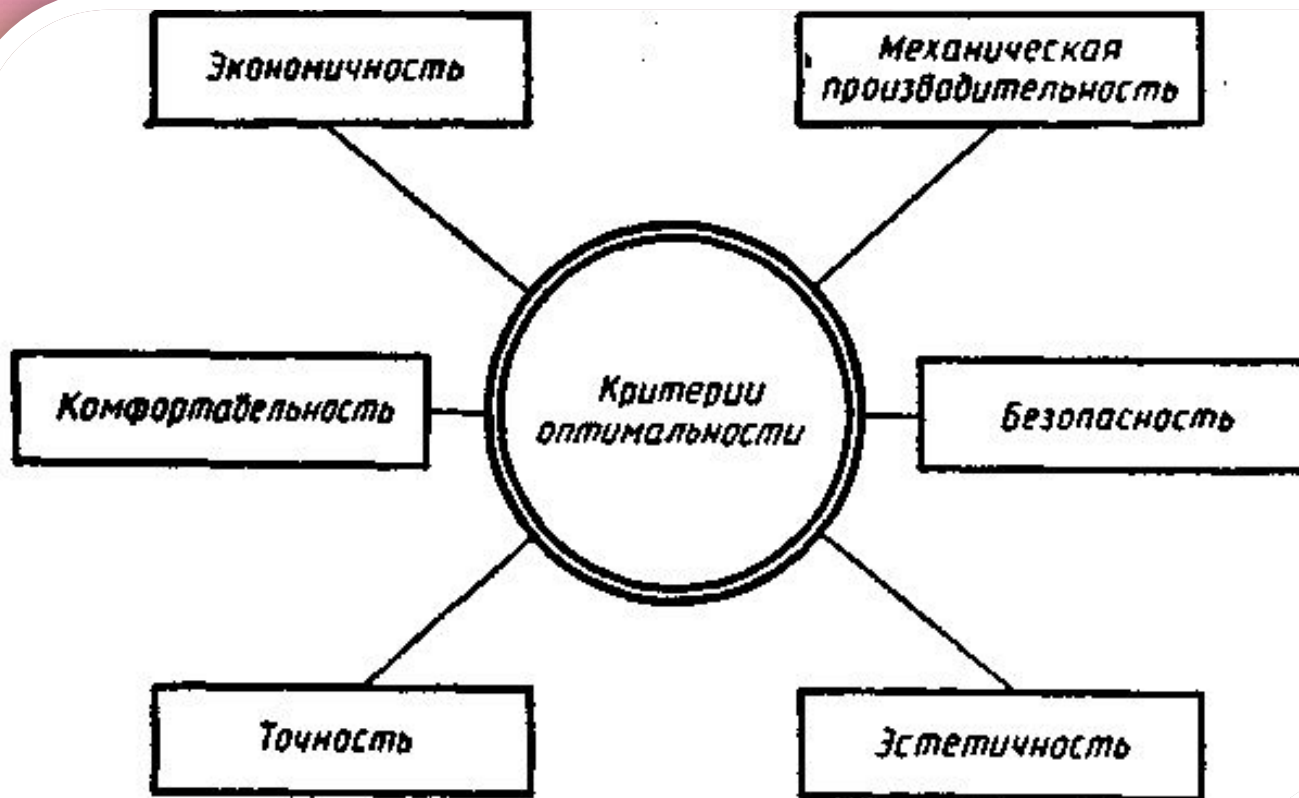 Экономичность
Механическая
производительность
Комфортабельность
Критерии
оптимальности
Безопасность
Точность
Эстетичность